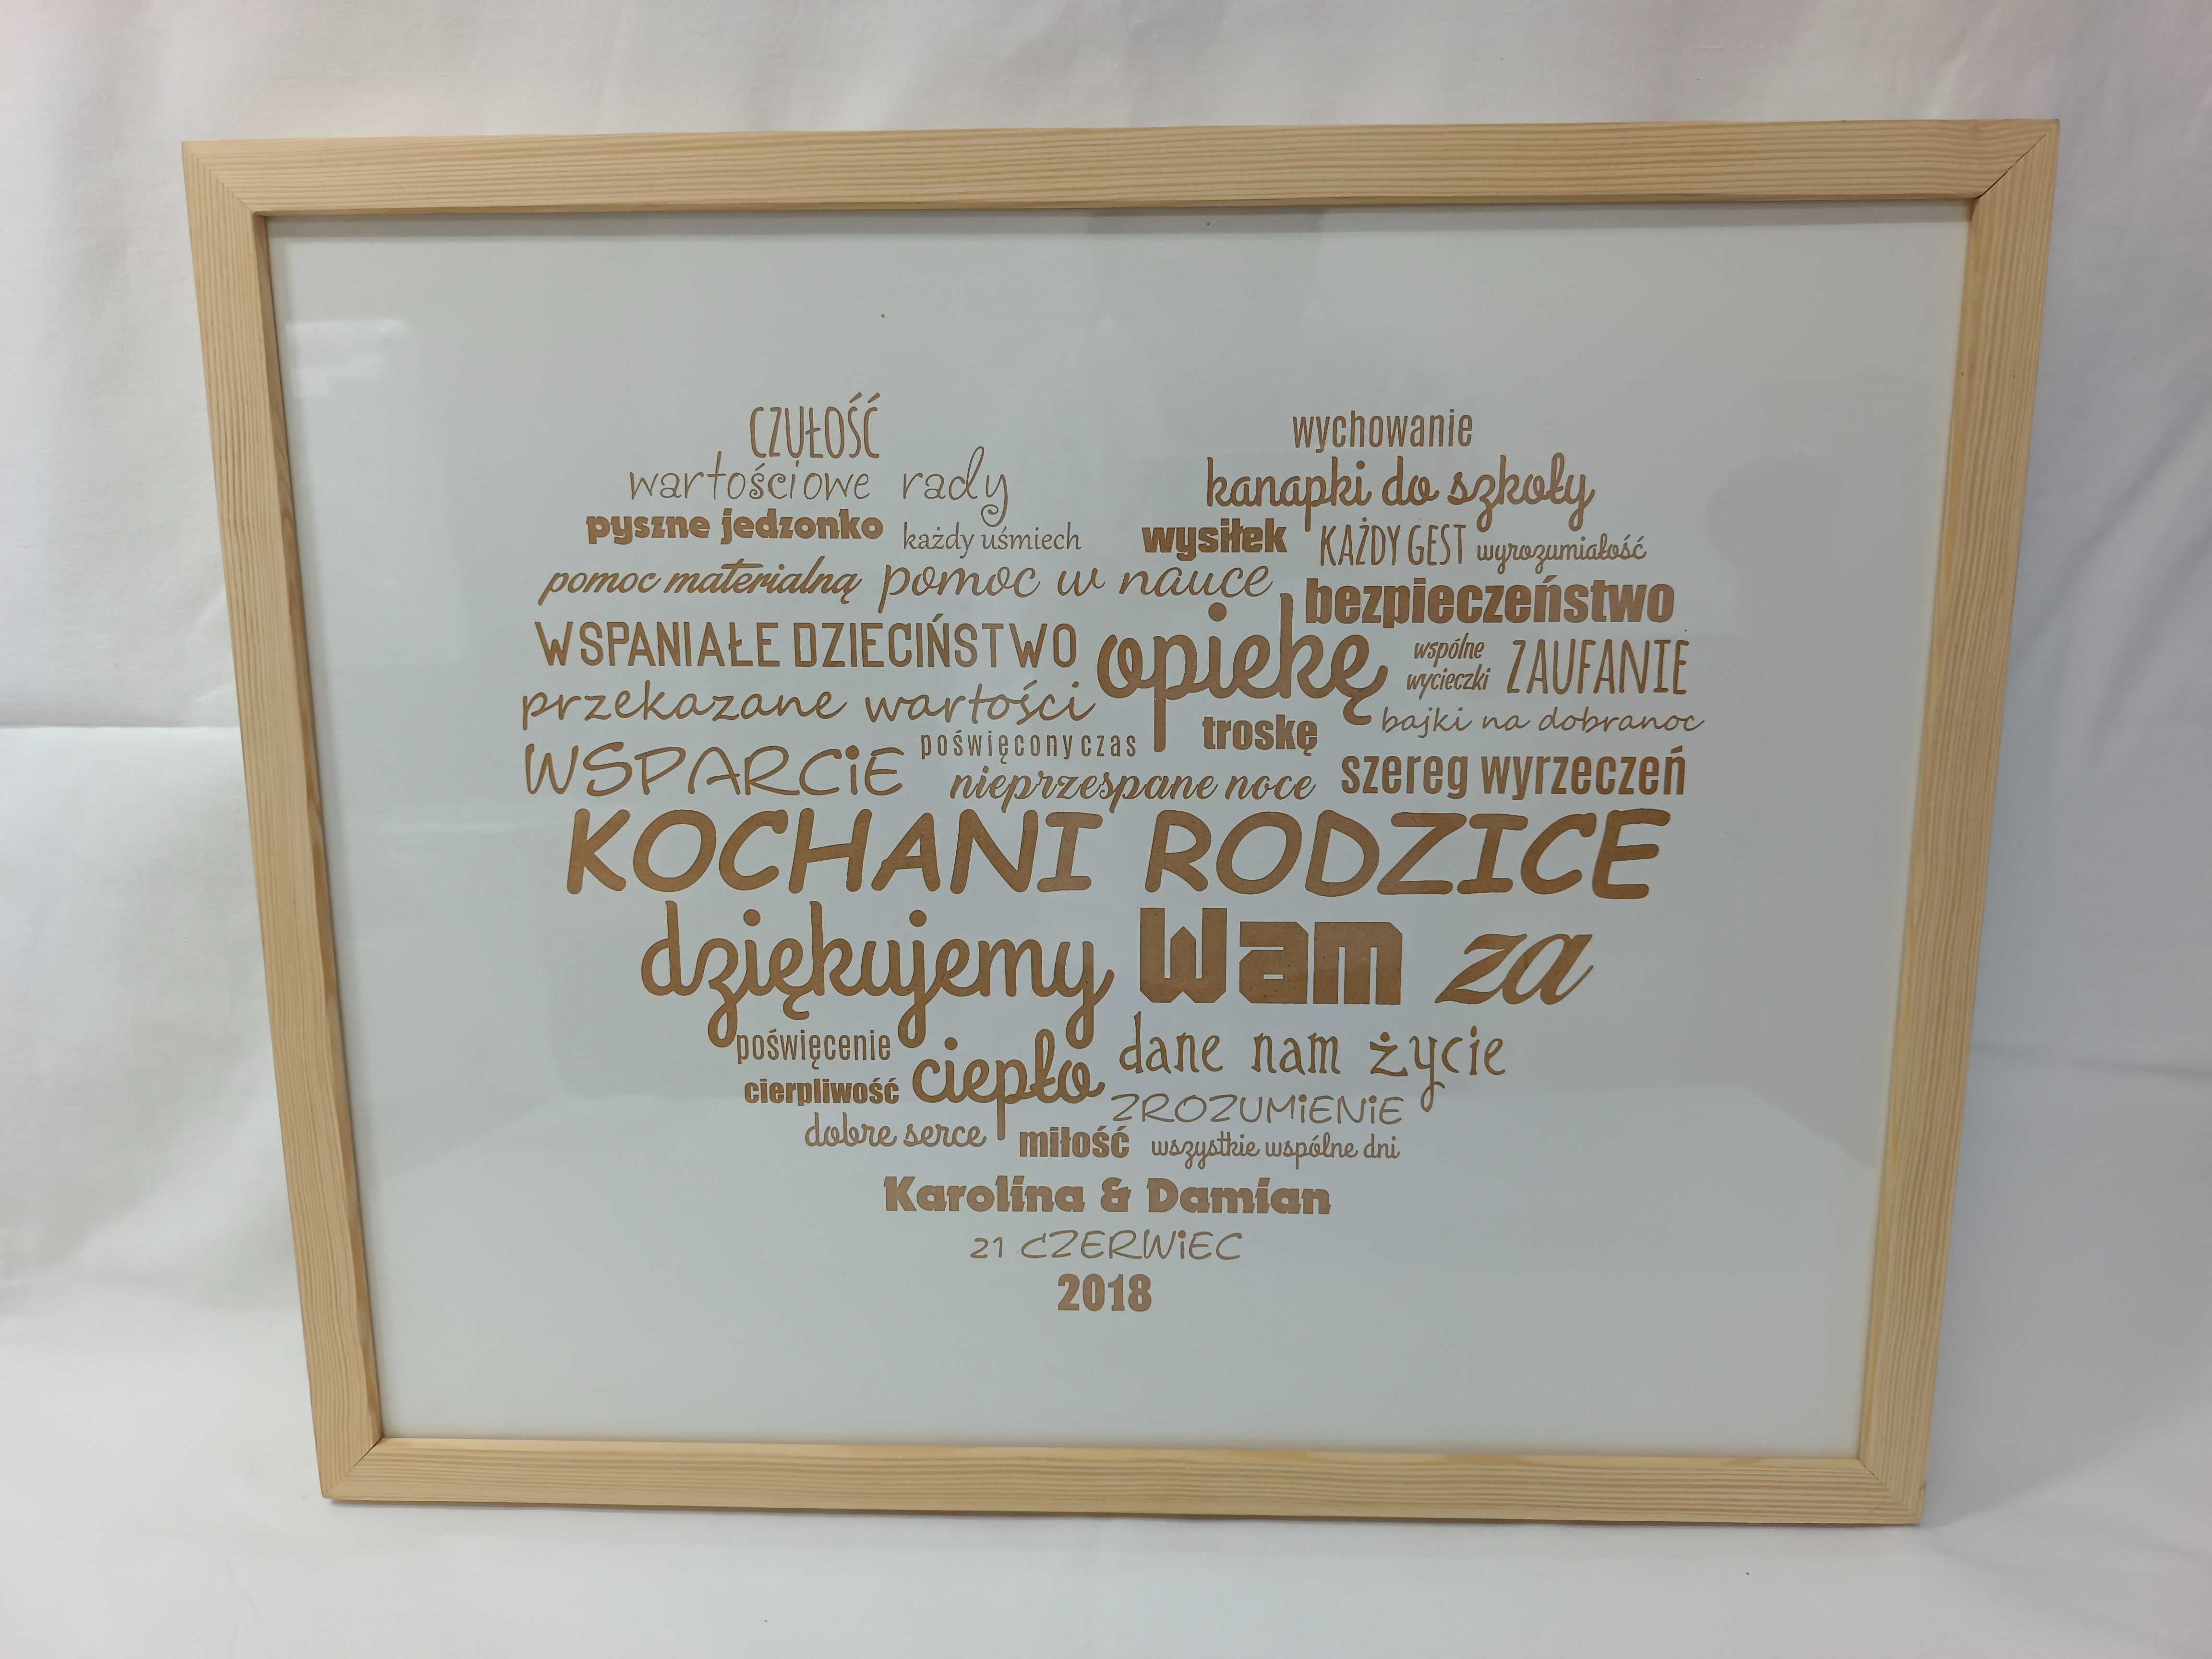 CZUŁOŚĆ wychowanie
wartościowe rady kanapki do szkoły
pyszne jedzonko każdy uśmiech wysiłek KAŻDY GEST wyrozumiałość
pomoc materialną pomoc w nauce bezpieczeństwo
WSPANIAŁE DZIECIŃSTWO opiekę wspólne wycieczki ZAUFANIE
przekazane wartości troskę bajki na dobranoc
WSPARCiE poświęcony czas nieprzespane noce szereg wyrzeczeń
KOCHANI RODZICE
dziękujemy Wam za
poświęcenie ciepło dane nam życie
cierpliwość ZROZUMiENiE
dobre serce miłość wszystkie wspólne dni
Karolina & Damian
21 CZERWiEC
2018